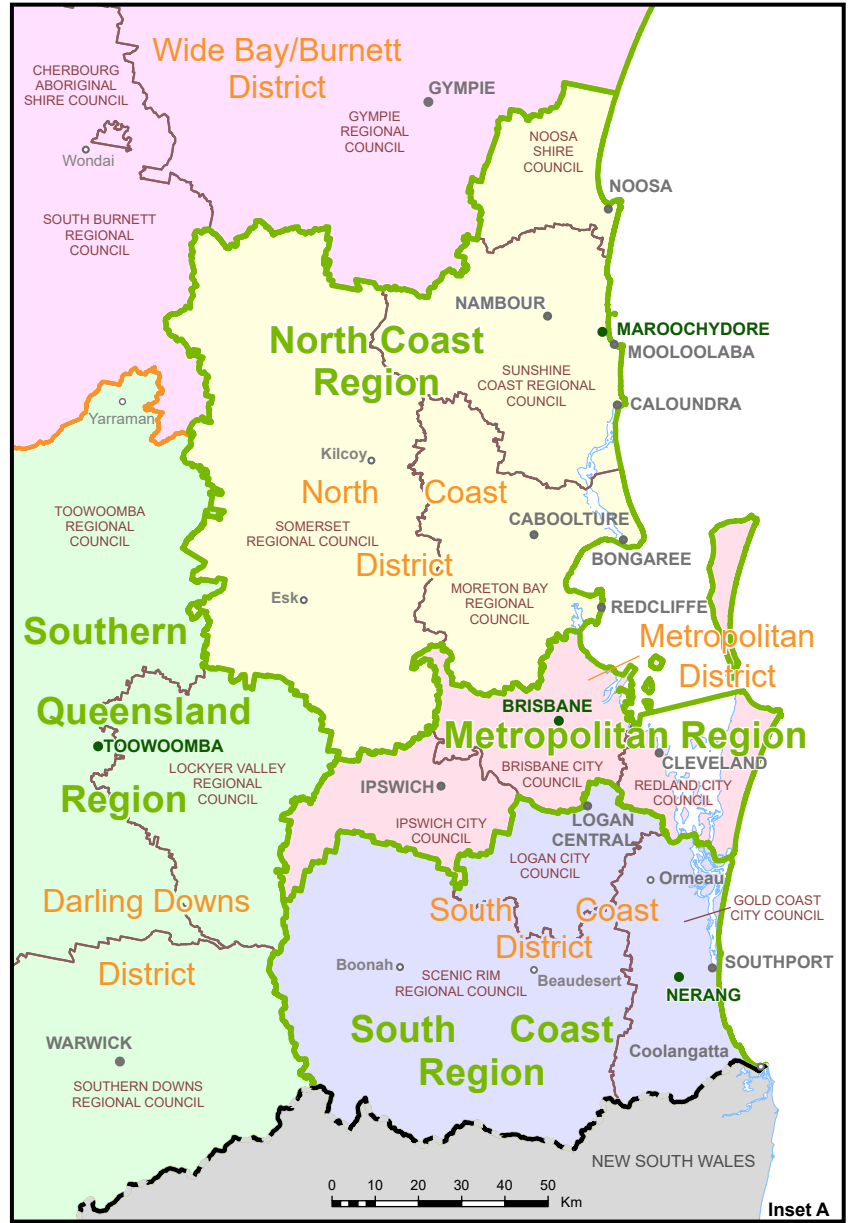 Wide Bay/Burnett
District
CHERBOURG
ABORIGINAL
SHIRE COUNCIL
GYMPIE
GYMPIE
REGIONAL
COUNCIL
NOOSA
SHIRE
COUNCIL
Wondai
NOOSA
SOUTH BURNETT
REGIONAL
COUNCIL
NAMBOUR
North Coast
Region
MAROOCHYDORE
MOOLOOLABA
SUNSHINE
COAST REGIONAL
COUNCIL
CALOUNDRA
Yarraman
Kilcoy
North Coast
District
TOOWOOMBA
REGIONAL
COUNCIL
SOMERSET
REGIONAL COUNCIL
CABOOLTURE
BONGAREE
MORETON BAY
REGIONAL
COUNCIL
Esk
REDCLIFFE
Southern
Queensland
Region
Metropolitan
District
BRISBANE
Metropolitan Region
TOOWOOMBA
LOCKYER VALLEY
REGIONAL
COUNCIL
BRISBANE CITY
COUNCIL
CLEVELAND
REDLAND CITY
COUNCIL
IPSWICH
IPSWICH CITY
COUNCIL
LOGAN
CENTRAL
LOGAN CITY
COUNCIL
Ormeau
GOLD COAST
CITY COUNCIL
Darling Downs
District
South Coast
District
Boonah
SCENIC RIM
REGIONAL COUNCIL
Beaudesert
SOUTHPORT
NERANG
South Coast
Region
WARWICK
Coolangatta
SOUTHERN DOWNS
REGIONAL COUNCIL
NEW SOUTH WALES
0 10 20 30 40 50
Km
Inset A